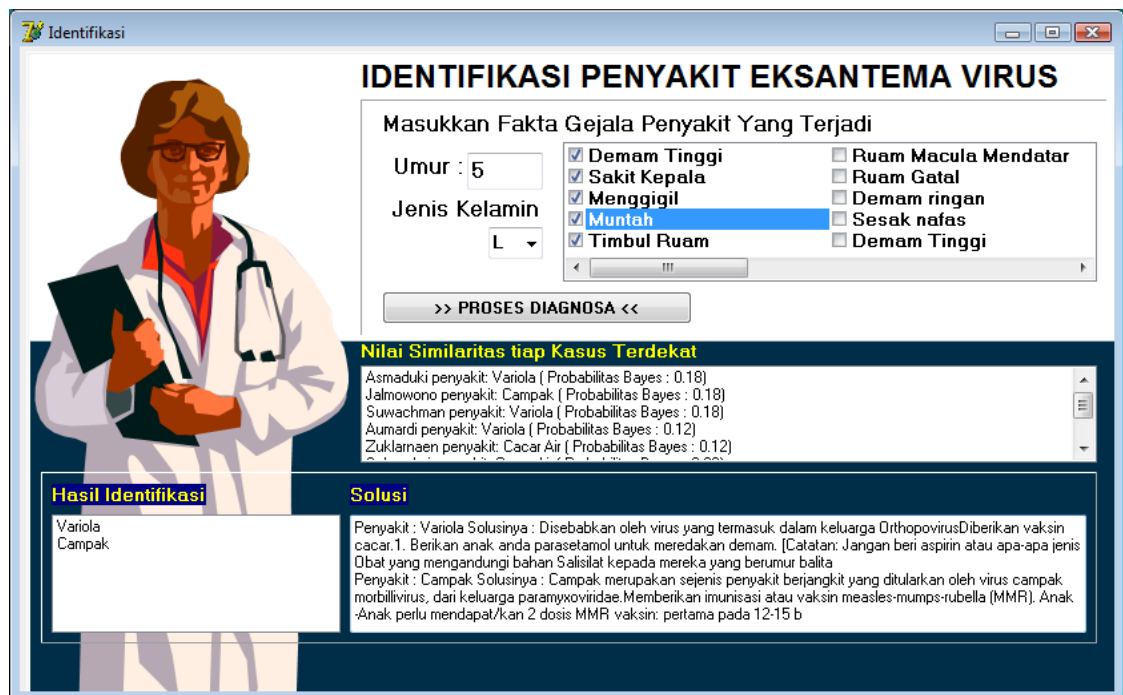 Identifikasi
IDENTIFIKASI PENYAKIT EKSANTEMA VIRUS
Masukkan Fakta Gejala Penyakit Yang Terjadi
Umur : 5
Jenis Kelamin
L
Demam Tinggi
Sakit Kepala
Menggigil
Muntah
Timbul Ruam
Ruam Macula Mendatar
Ruam Gatal
Demam ringan
Sesak nafas
Demam Tinggi
>> PROSES DIAGNOSA <<
Nilai Similaritas tiap Kasus Terdekat
Asmaduki penyakit: Variola ( Probabilitas Bayes : 0.18)
Jalmowono penyakit: Campak ( Probabilitas Bayes : 0.18)
Suwachman penyakit: Variola ( Probabilitas Bayes : 0.18)
Aumardi penyakit: Variola ( Probabilitas Bayes : 0.12)
Zuklarnaen penyakit: Cacar Air ( Probabilitas Bayes : 0.12)
Hasil Identifikasi
Variola
Campak
Solusi
Penyakit : Variola Solusinya : Disebabkan oleh virus yang termasuk dalam keluarga OrthopovirusDiberikan vaksin
cacar.1. Berikan anak anda parasetamol untuk meredakan demam. [Catatan: Jangan beri aspirin atau apa-apa jenis
Obat yang mengandungi bahan Salisilat kepada mereka yang berumur balita
Penyakit : Campak Solusinya : Campak merupakan sejenis penyakit berjangkit yang ditularkan oleh virus campak
morbillivirus, dari keluarga paramyxoviridae.Memberikan imunisasi atau vaksin measles-mumps-rubella (MMR). Anak
-Anak perlu mendapat/kan 2 dosis MMR vaksin: pertama pada 12-15 b